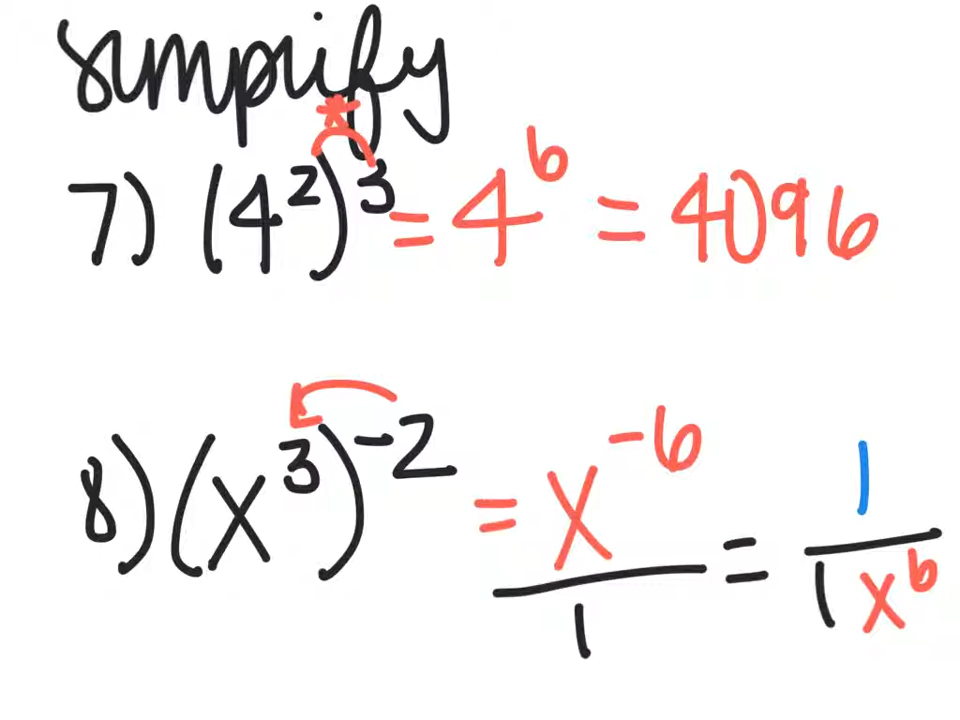 simplify
7) (4²)³ = 4⁶ = 4096
8) (x³)⁻² = x⁻⁶/1 = 1/1x⁶